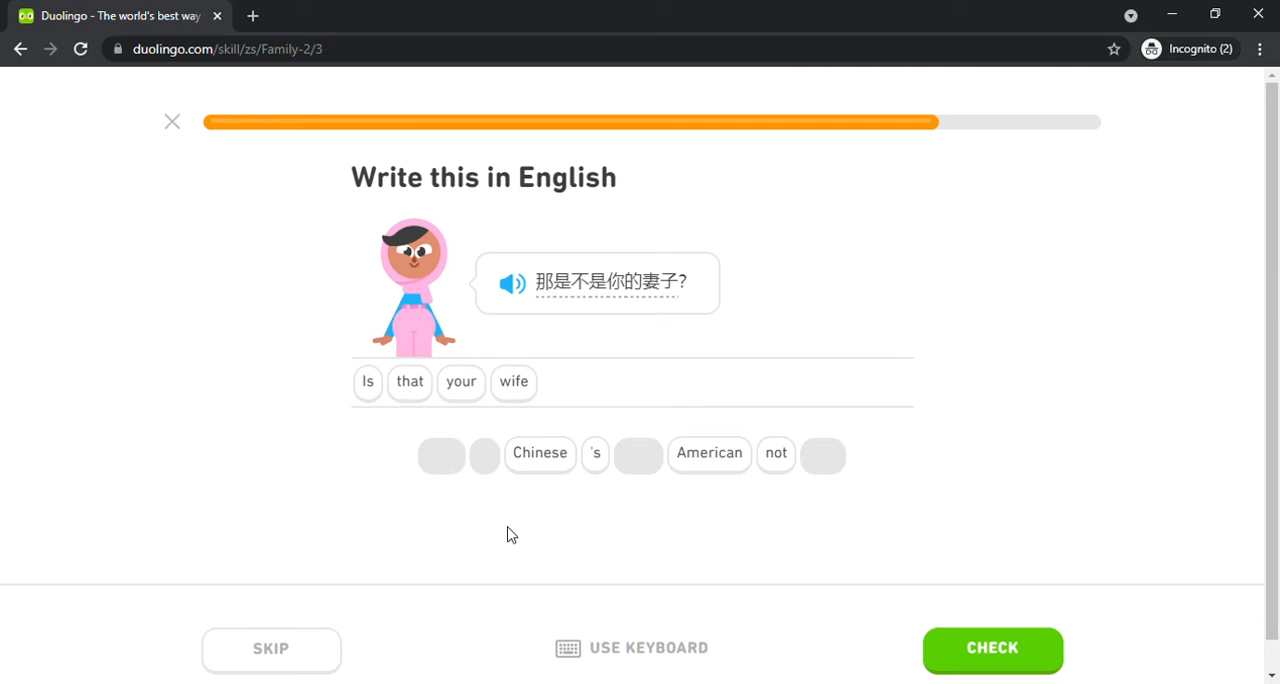 Duolingo - The world's best way
duolingo.com/skill/zs/Family-2/3
Incognito (2)
Write this in English
那是不是你的妻子?
Is that your wife
Chinese 's American not
SKIP
USE KEYBOARD
CHECK